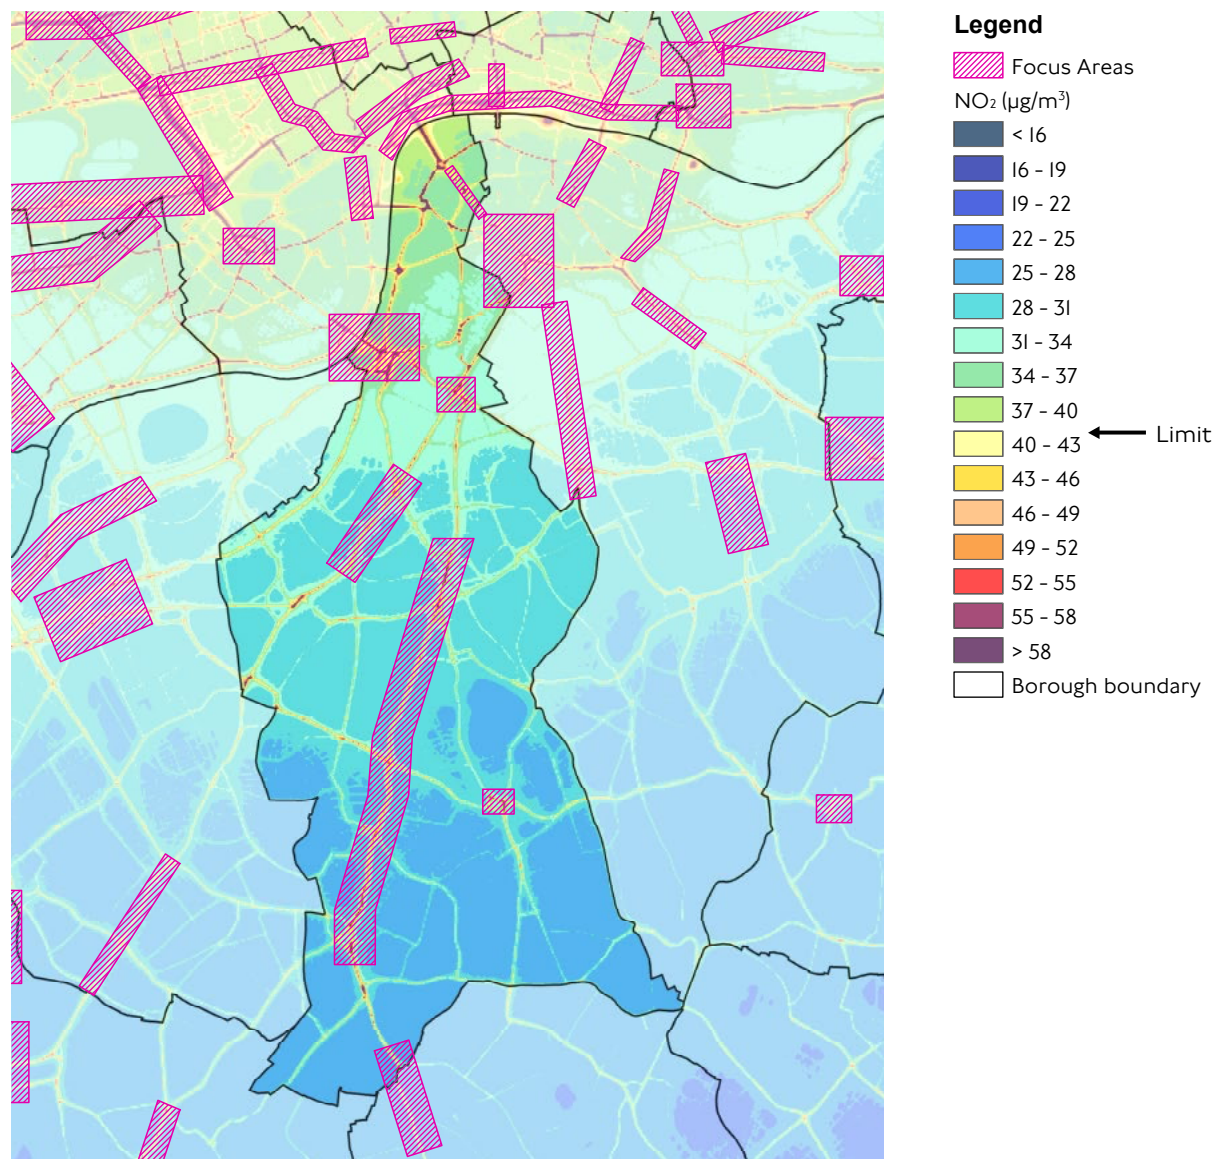 Legend
Focus Areas
NO₂ (µg/m³)
< 16
16 - 19
19 - 22
22 - 25
25 - 28
28 - 31
31 - 34
34 - 37
37 - 40
40 - 43
Limit
43 - 46
46 - 49
49 - 52
52 - 55
55 - 58
> 58
Borough boundary